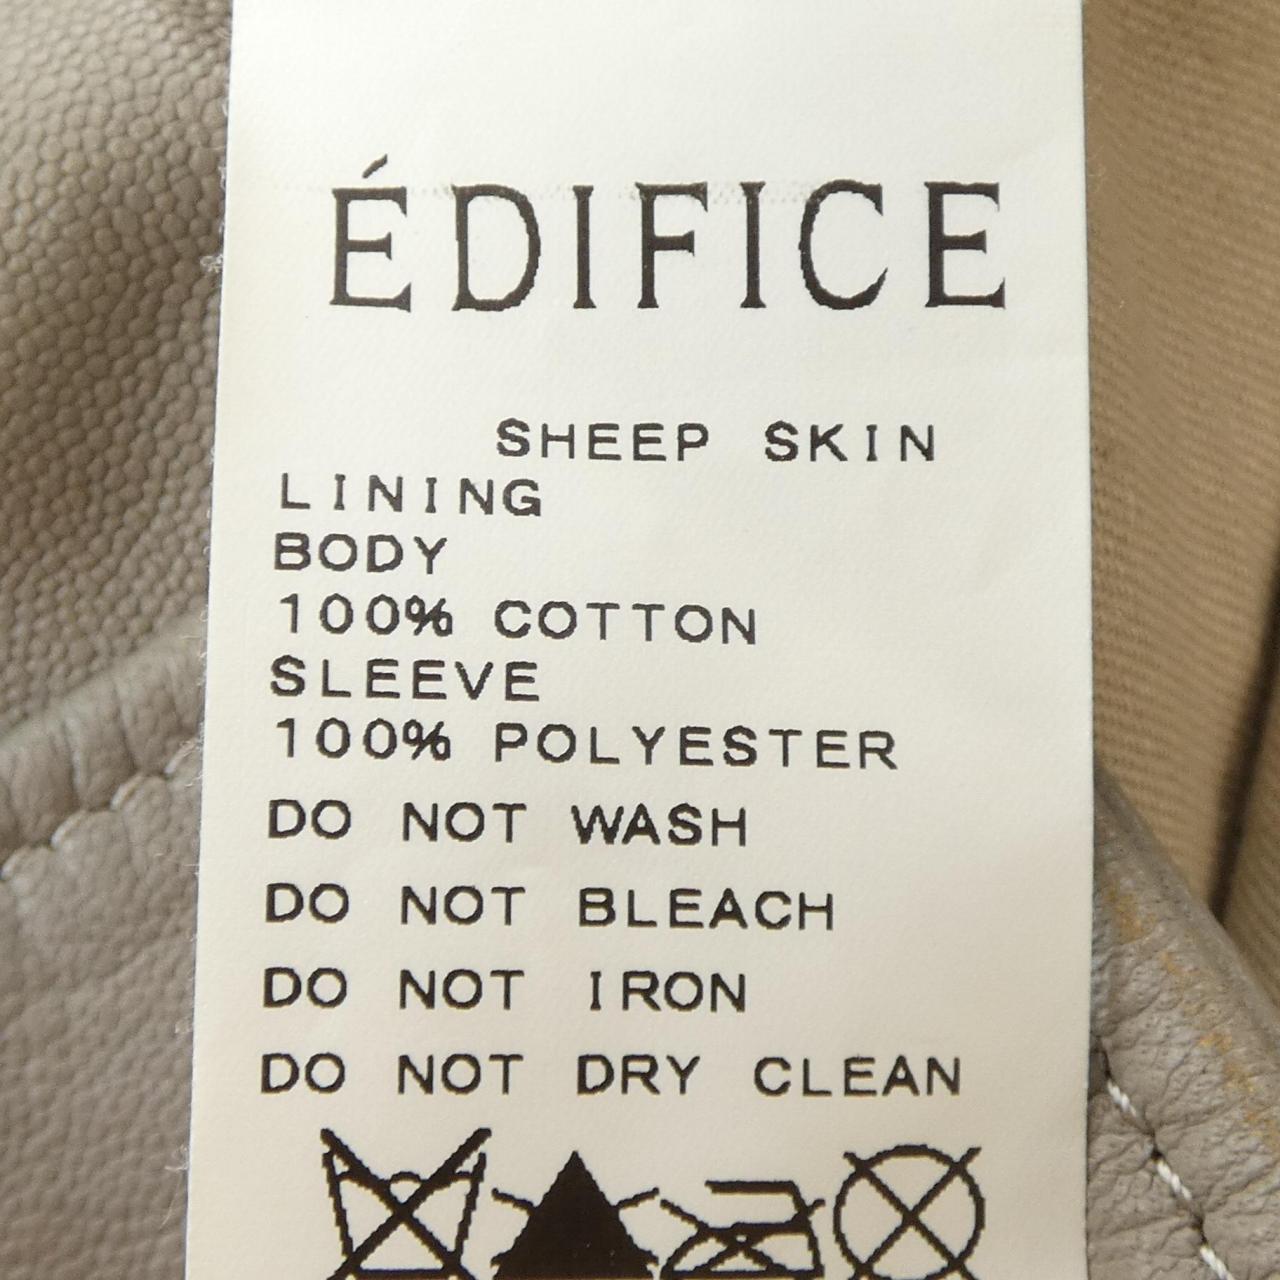 ÉDIFICE
SHEEP SKIN
LINING
BODY
100% COTTON
SLEEVE
100% POLYESTER
DO NOT WASH
DO NOT BLEACH
DO NOT IRON
DO NOT DRY CLEAN